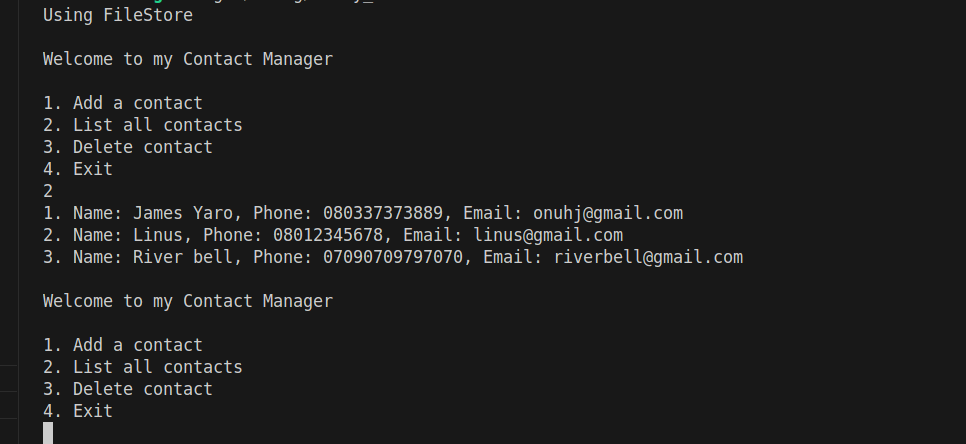 Using FileStore
Welcome to my Contact Manager
1. Add a contact
2. List all contacts
3. Delete contact
4. Exit
2
1. Name: James Yaro, Phone: 080337373889, Email: onuhj@gmail.com
2. Name: Linus, Phone: 08012345678, Email: linus@gmail.com
3. Name: River bell, Phone: 07090709797070, Email: riverbell@gmail.com
Welcome to my Contact Manager
1. Add a contact
2. List all contacts
3. Delete contact
4. Exit